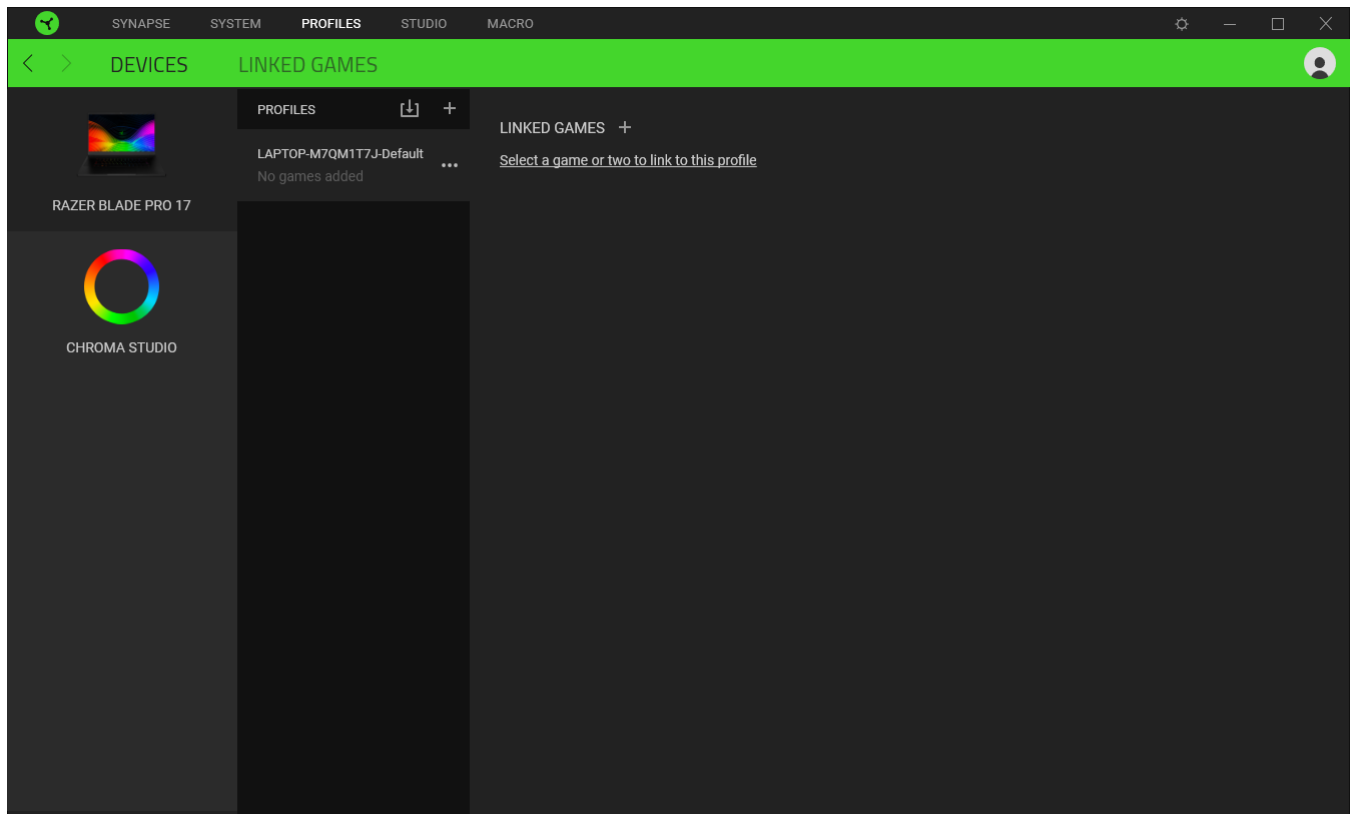 SYNAPSE SYSTEM PROFILES STUDIO MACRO
DEVICES LINKED GAMES
PROFILES
LAPTOP-M7QM1T7J-Default
No games added
LINKED GAMES
Select a game or two to link to this profile
RAZER BLADE PRO 17
CHROMA STUDIO